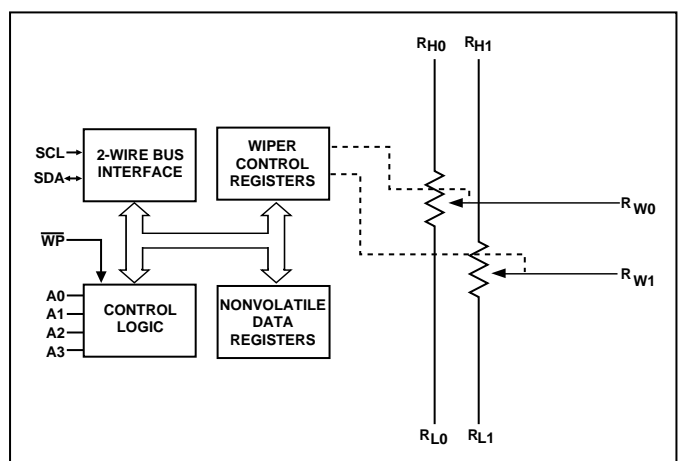 RH0 RH1
SCL
SDA
2-WIRE BUS
INTERFACE
WIPER
CONTROL
REGISTERS
RW0
WP
A0
A1
A2
A3
CONTROL
LOGIC
NONVOLATILE
DATA
REGISTERS
RW1
RL0 RL1